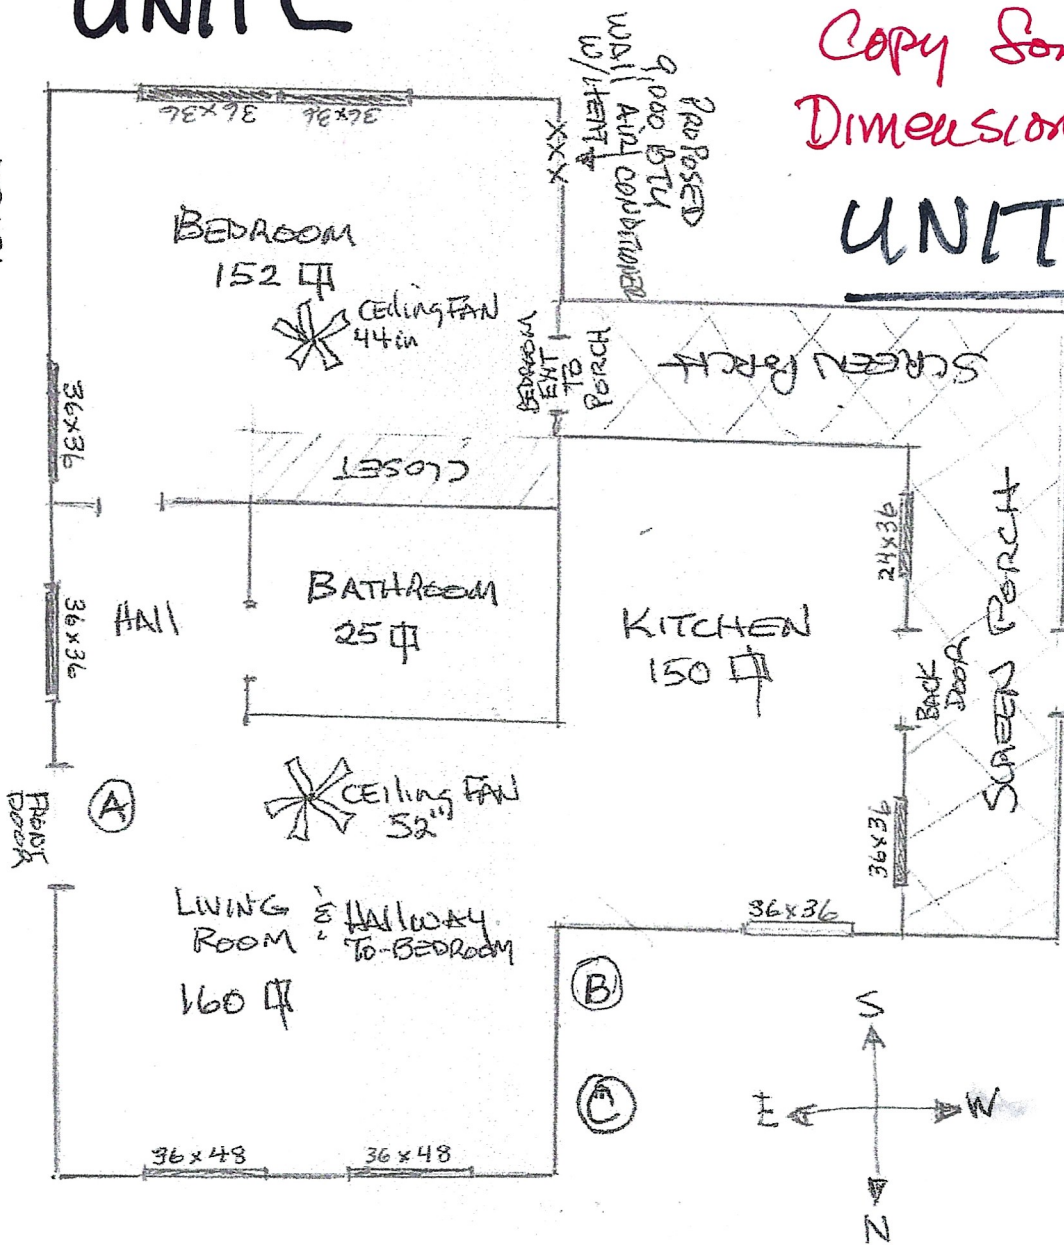 UNIT
Copy for
Dimension
UNIT
PROPOSED
9,000 BTU
WALL AIR CONDITIONER
W/HEAT
XXX
36x36
36x36
BEDROOM
152
CEIlING FAN
44in
BEDROOM
EXIT
TO
PORCH
SCREEN PORCH
36x36
CLOSET
36x36
HAll
BATHROOM
25
KITCHEN
150
24x36
BACK
DOOR
SCREEN PORCH
36x36
FRONT
DOOR
A
CEIling FAN
52"
LIVING & HAllWAY
ROOM TO-BEDROOM
160
36x36
B
C
36x48
36x48
S
E
W
N